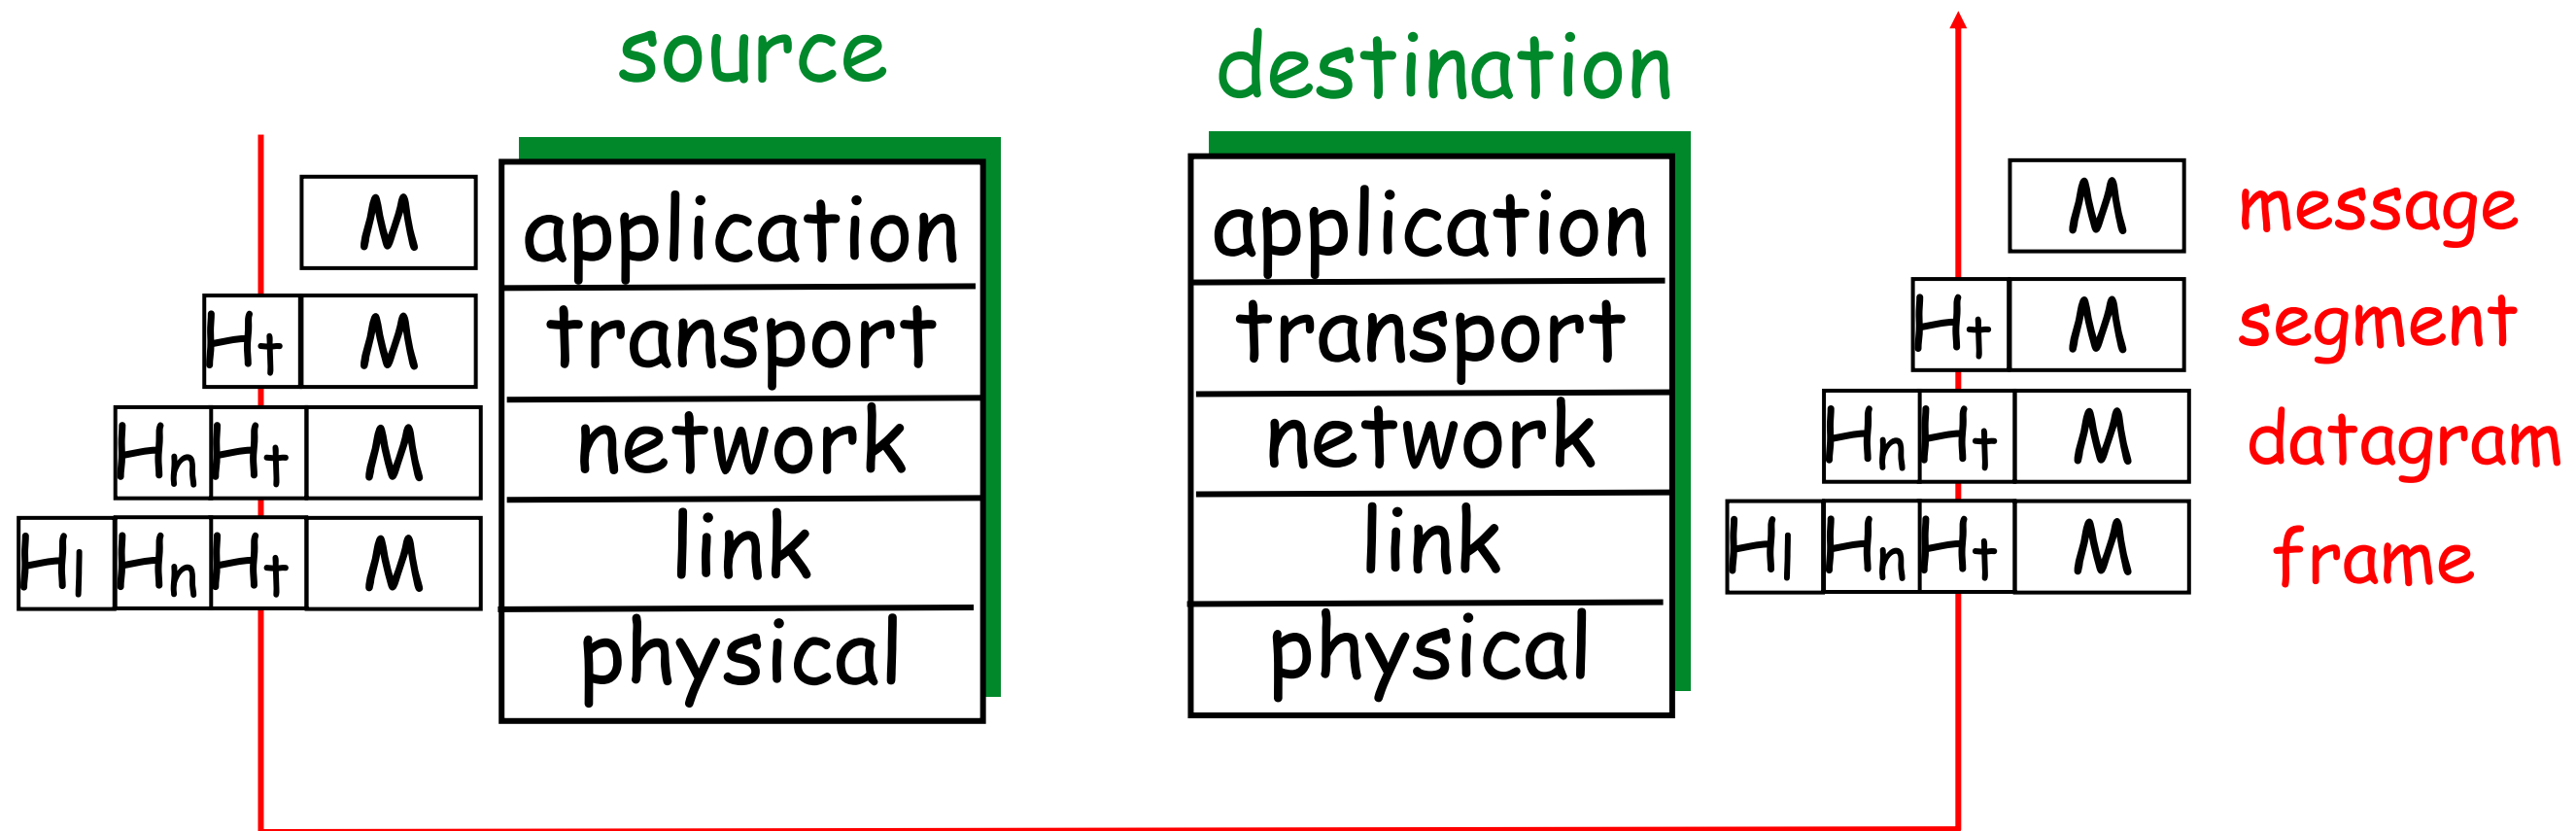 source
destination
M application application M message
Ht M transport transport Ht M segment
Hn Ht M network network Hn Ht M datagram
Hl Hn Ht M link link Hl Hn Ht M frame
physical physical